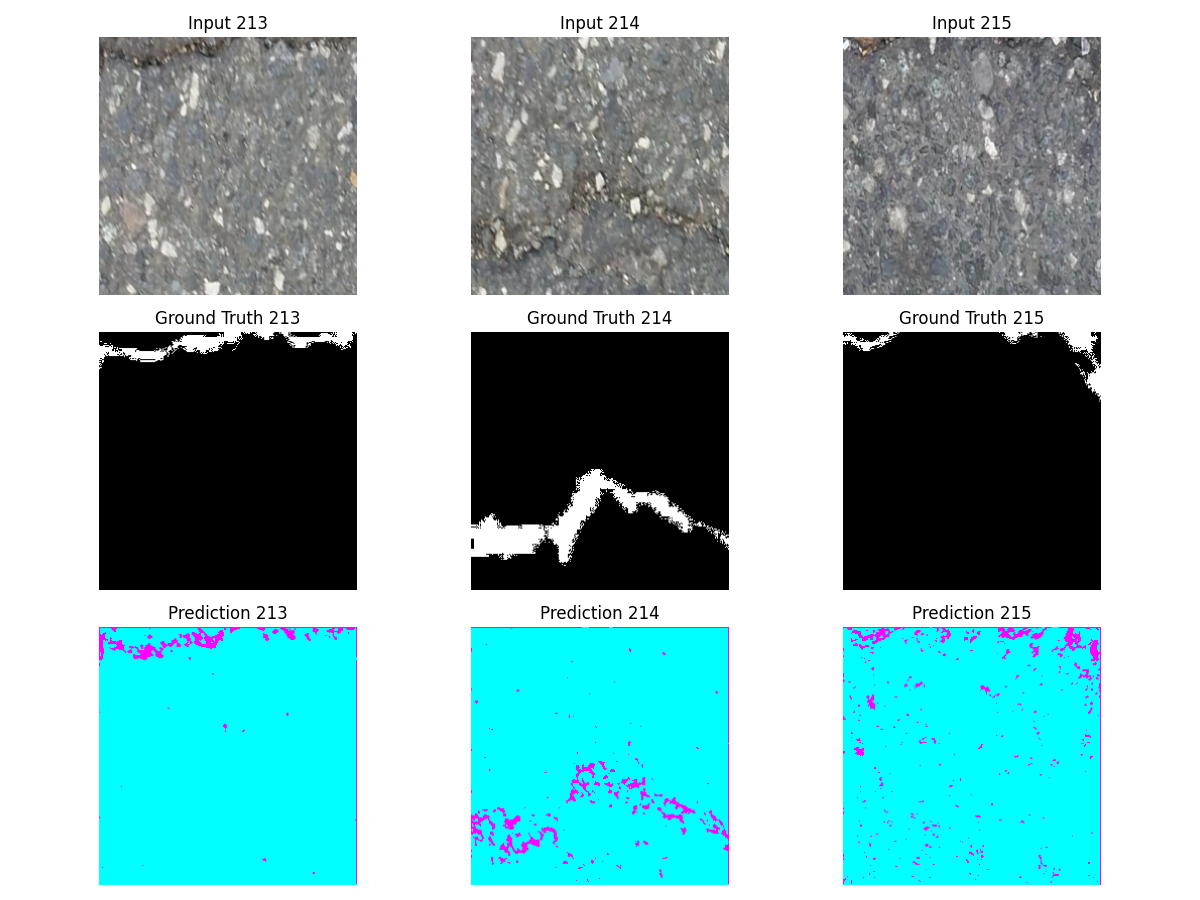 Input 213
Input 214
Input 215
Ground Truth 213
Ground Truth 214
Ground Truth 215
Prediction 213
Prediction 214
Prediction 215